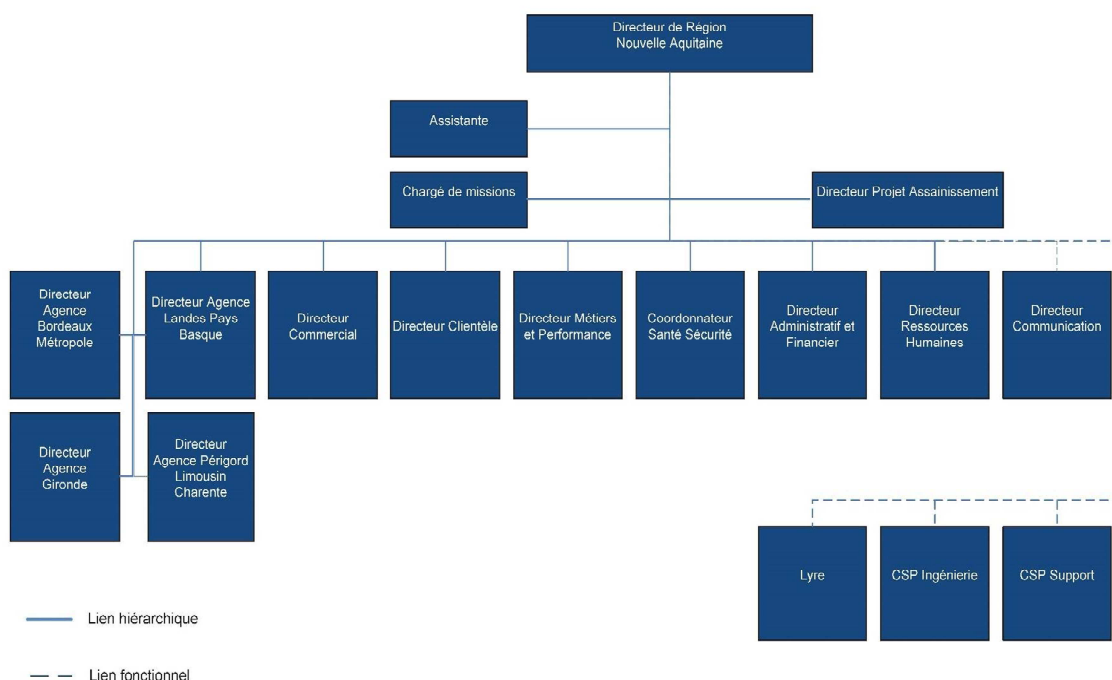 Directeur de Région
Nouvelle Aquitaine
Assistante
Chargé de missions
Directeur Projet Assainissement
Directeur
Agence
Bordeaux
Métropole
Directeur Agence
Landes Pays
Basque
Directeur
Commercial
Directeur Clientèle
Directeur Métiers
et Performance
Coordonnateur
Santé Sécurité
Directeur
Administratif et
Financier
Directeur
Ressources
Humaines
Directeur
Communication
Directeur
Agence
Gironde
Directeur
Agence Périgord
Limousin
Charente
Lyre
CSP Ingénierie
CSP Support
Lien hiérarchique
Lien fonctionnel